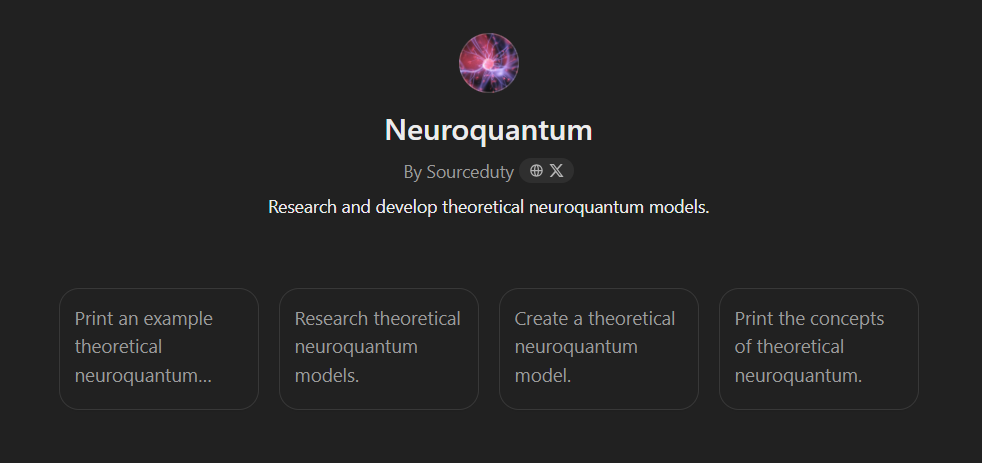 Neuroquantum
By Sourceduty
Research and develop theoretical neuroquantum models.
Print an example
theoretical
neuroquantum...
Research theoretical
neuroquantum
models.
Create a theoretical
neuroquantum
model.
Print the concepts
of theoretical
neuroquantum.